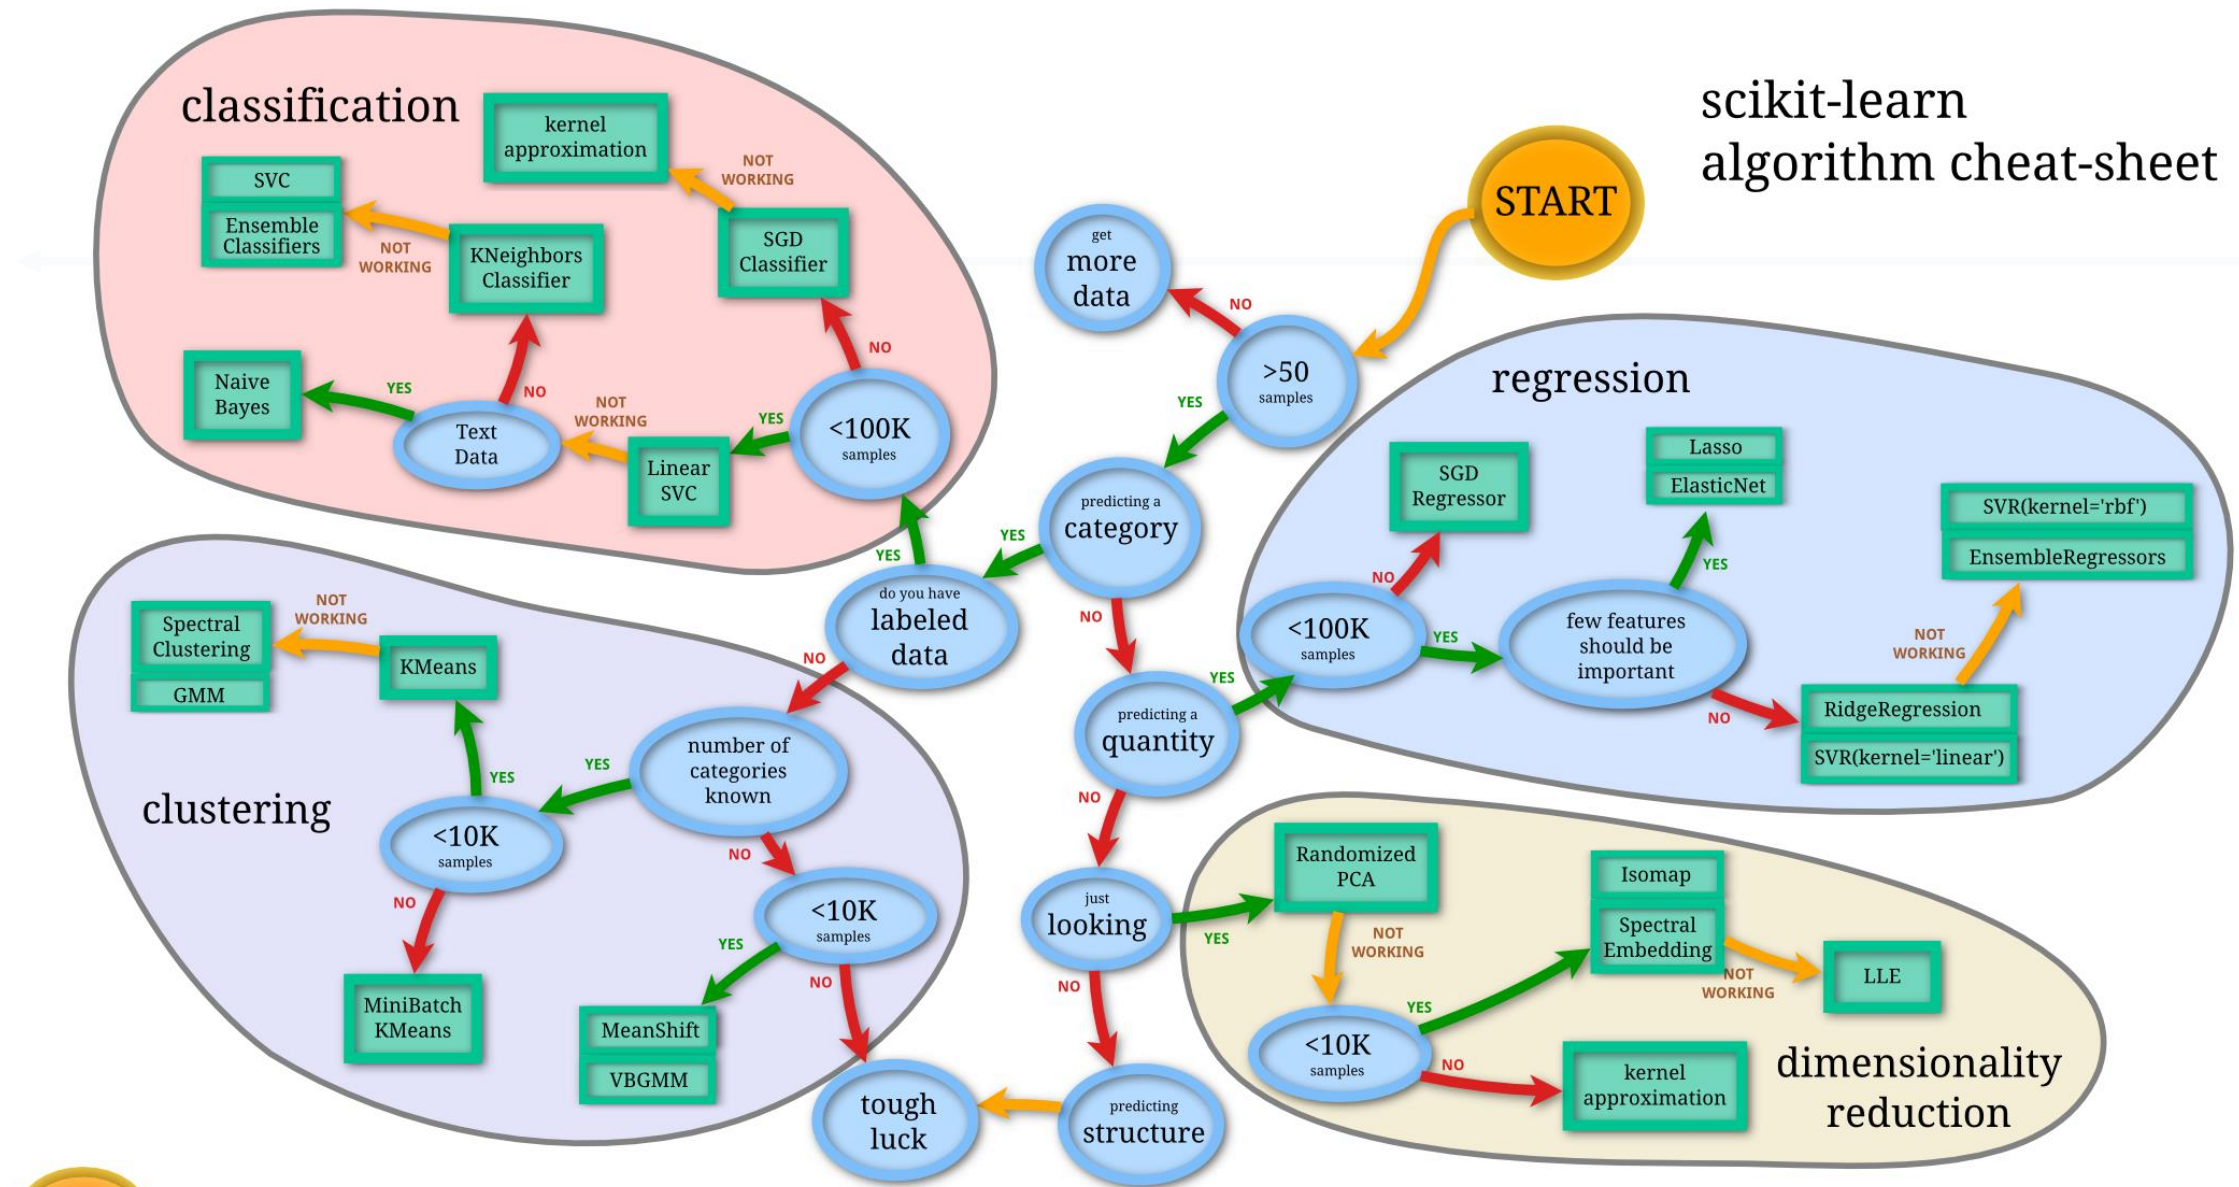 scikit-learn
algorithm cheat-sheet
START
get
more
data
NO
>50
samples
YES
predicting a
category
YES
NO
do you have
labeled
data
YES
NO
predicting a
quantity
YES
NO
just
looking
YES
NO
predicting
structure
tough
luck
classification
kernel
approximation
NOT
WORKING
SGD
Classifier
NO
<100K
samples
YES
Linear
SVC
NOT
WORKING
Text
Data
YES
Naive
Bayes
NO
KNeighbors
Classifier
NOT
WORKING
SVC
Ensemble
Classifiers
regression
SGD
Regressor
NO
<100K
samples
YES
few features
should be
important
YES
Lasso
ElasticNet
NO
RidgeRegression
SVR(kernel='linear')
NOT
WORKING
SVR(kernel='rbf')
EnsembleRegressors
clustering
Spectral
Clustering
GMM
NOT
WORKING
KMeans
YES
<10K
samples
YES
number of
categories
known
NO
MiniBatch
KMeans
NO
<10K
samples
YES
MeanShift
VBGMM
NO
dimensionality
reduction
Randomized
PCA
NOT
WORKING
<10K
samples
YES
Isomap
Spectral
Embedding
NOT
WORKING
LLE
NO
kernel
approximation